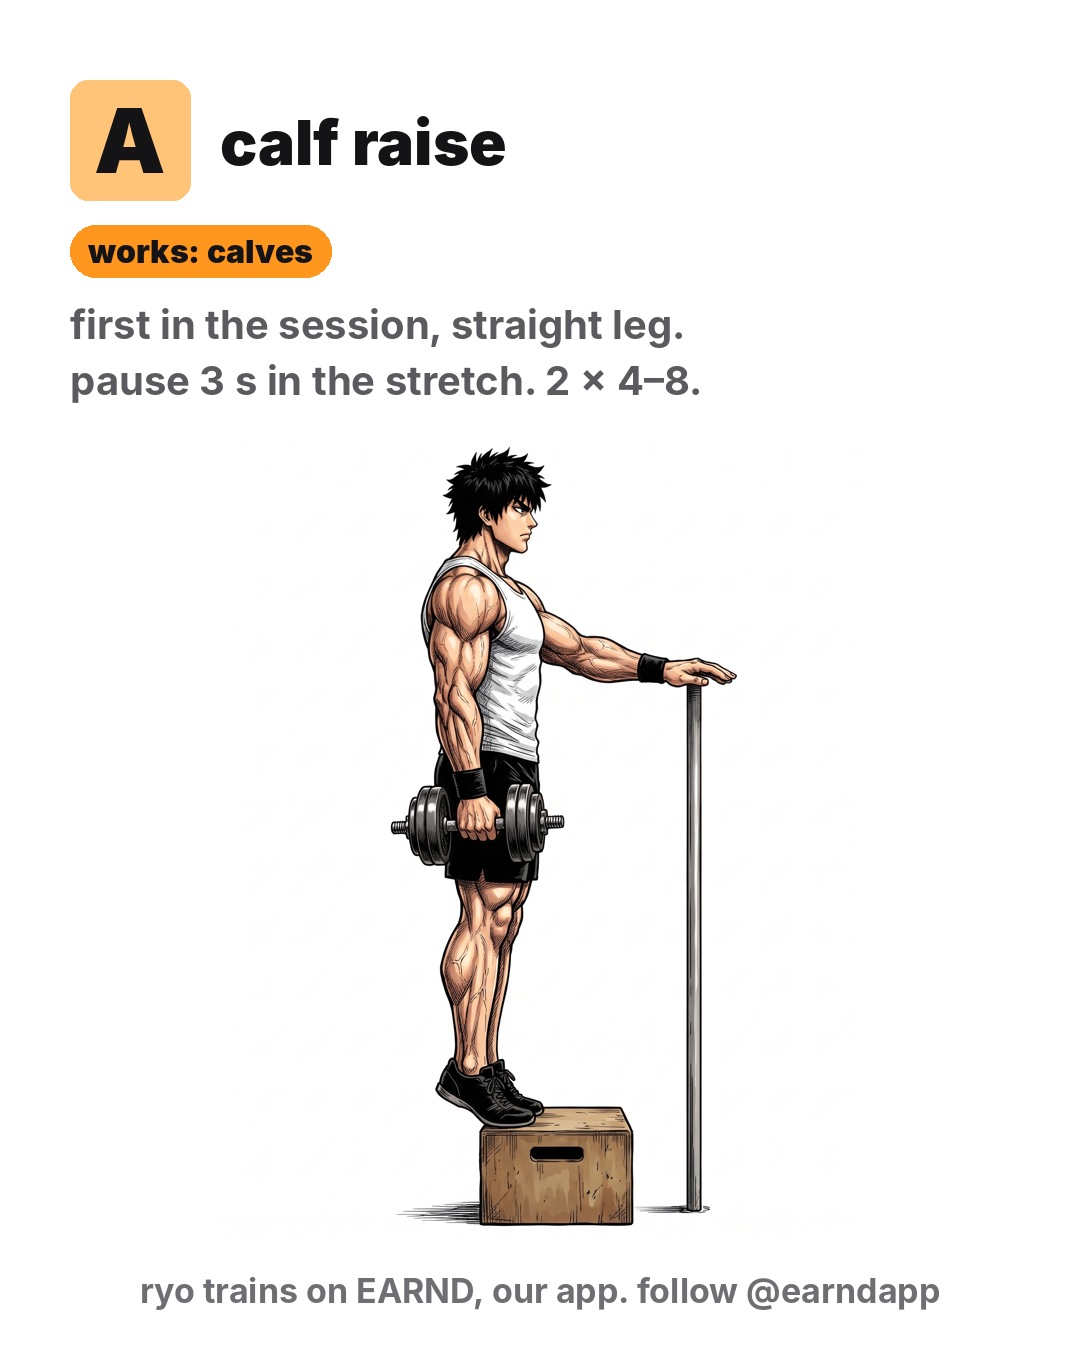 A
calf raise
works: calves
first in the session, straight leg.
pause 3 s in the stretch. 2 × 4–8.
ryo trains on EARND, our app. follow @earndapp